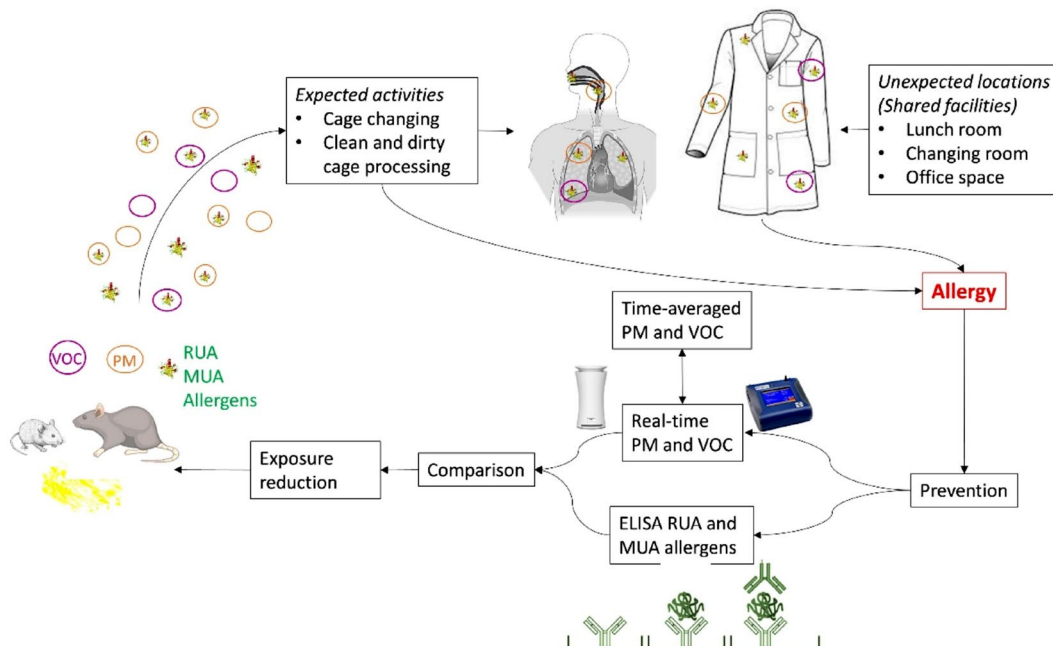 Expected activities
• Cage changing
• Clean and dirty
cage processing
Unexpected locations
(Shared facilities)
• Lunch room
• Changing room
• Office space
Allergy
Time-averaged
PM and VOC
VOC
PM
RUA
MUA
Allergens
Real-time
PM and VOC
Exposure
reduction
Comparison
Prevention
ELISA RUA and
MUA allergens